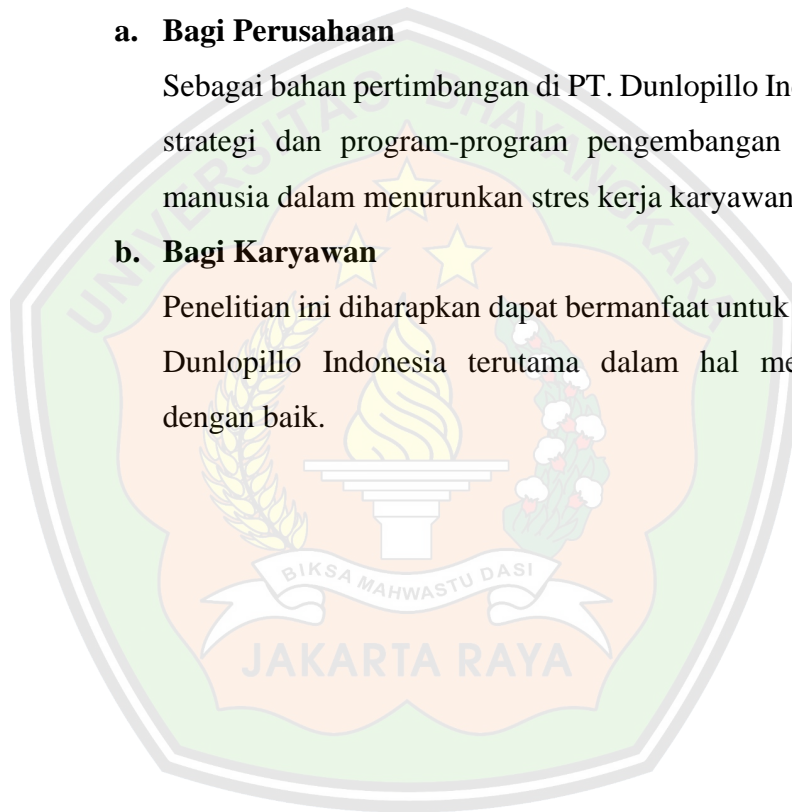 a. Bagi Perusahaan
Sebagai bahan pertimbangan di PT. Dunlopillo
strategi dan program-program pengembangan
manusia dalam menurunkan stres kerja karyawan
b. Bagi Karyawan
Penelitian ini diharapkan dapat bermanfaat untuk
Dunlopillo Indonesia terutama dalam hal
dengan baik.
UNIVERSITAS BHAYANGKARA
BIKSA MAHWASTU DASI
JAKARTA RAYA